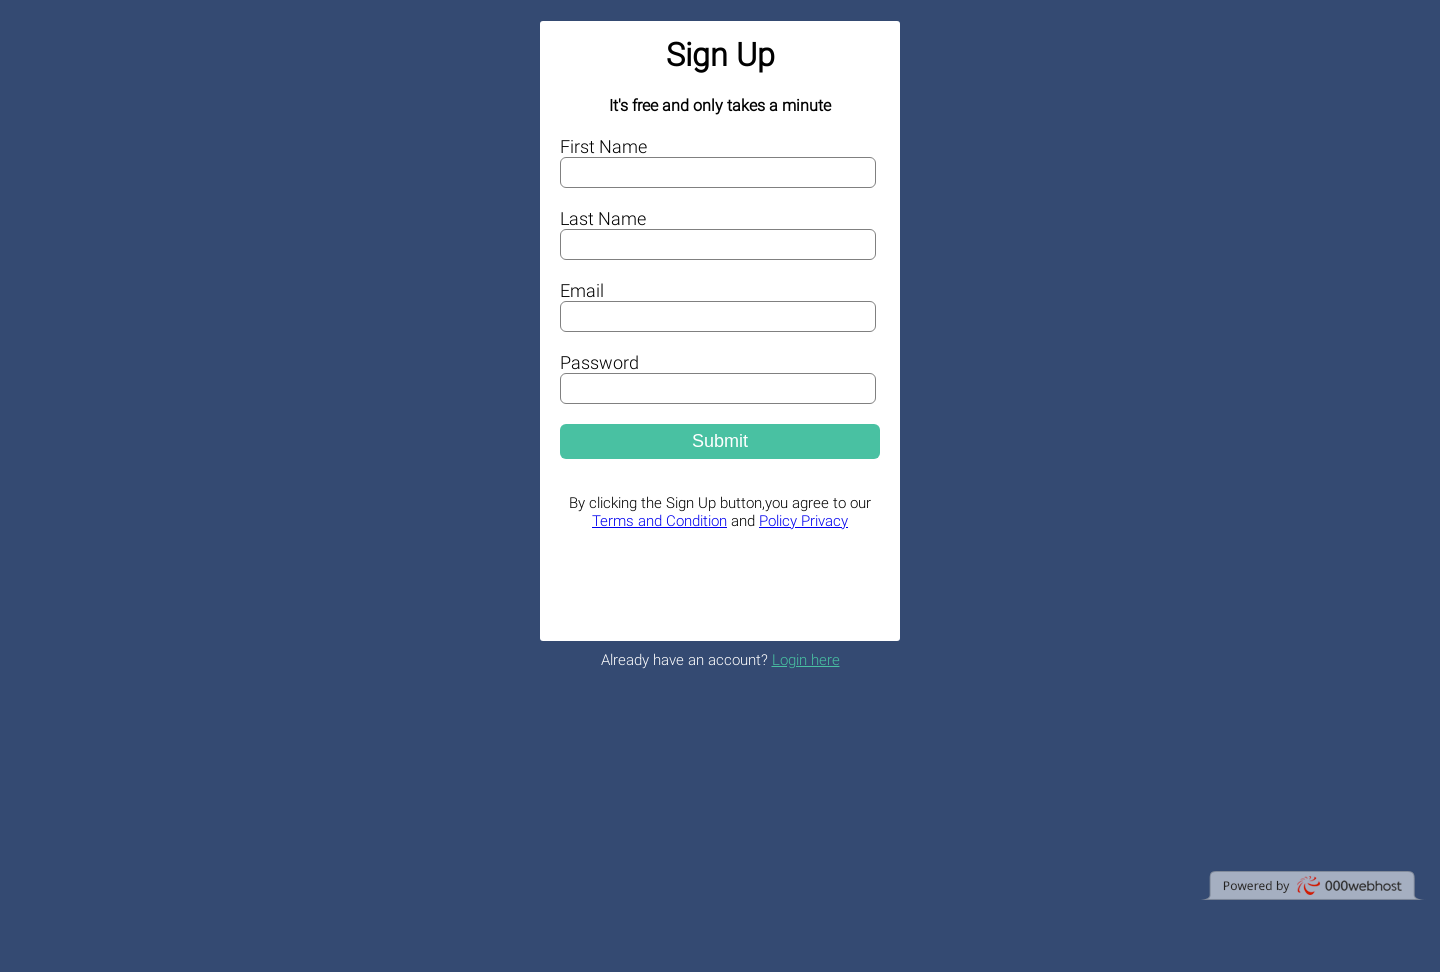 Sign Up
It's free and only takes a minute
First Name
Last Name
Email
Password
Submit
By clicking the Sign Up button,you agree to our
Terms and Condition and Policy Privacy
Already have an account? Login here
Powered by 000webhost